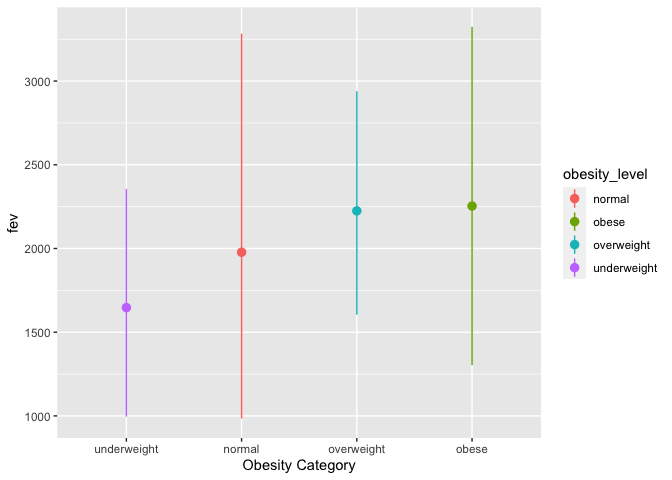 3000
2500
2000
1500
1000
fev
underweight normal overweight obese
Obesity Category
obesity_level
normal
obese
overweight
underweight